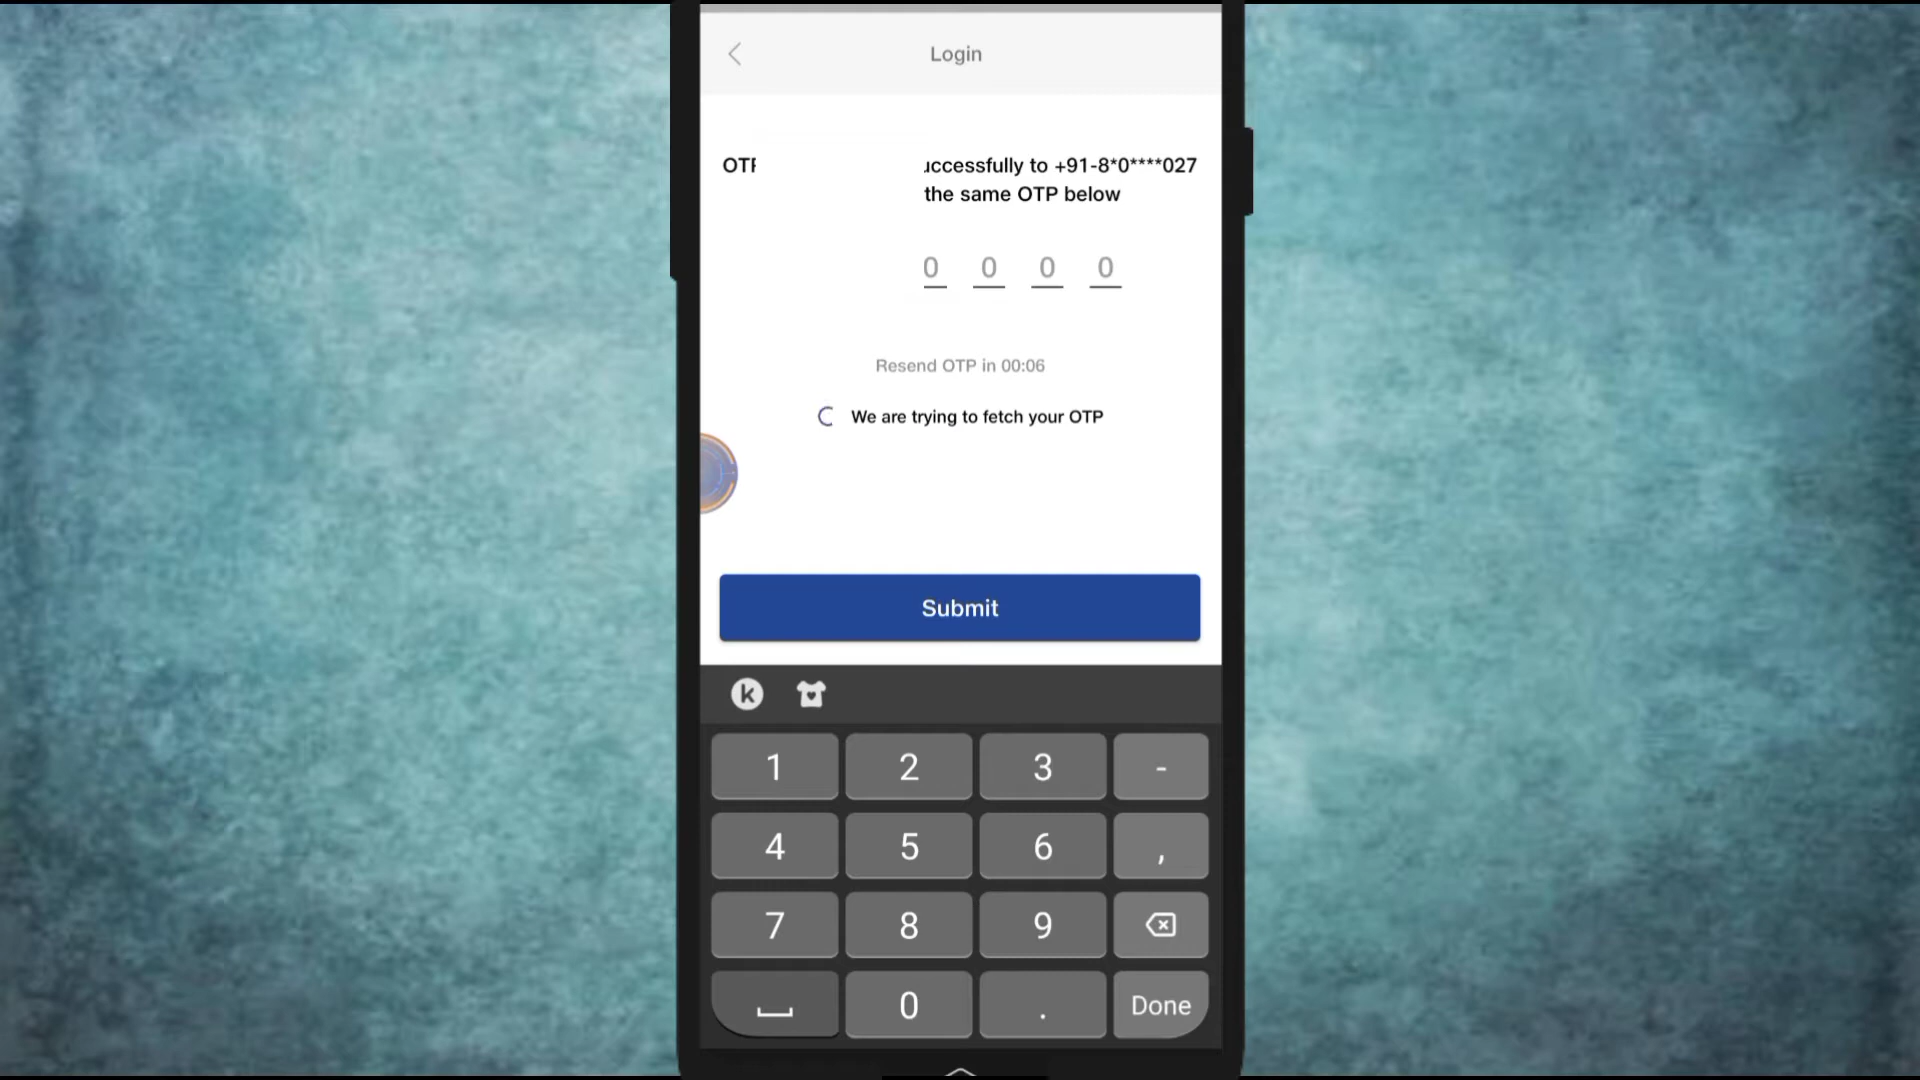 Login
to +91-8*0****027
the same OTP below
0 0 0 0
Resend OTP in 00:06
We are trying to fetch your OTP
Submit
k
1 2 3 -
4 5 6 ,
7 8 9
0 . Done